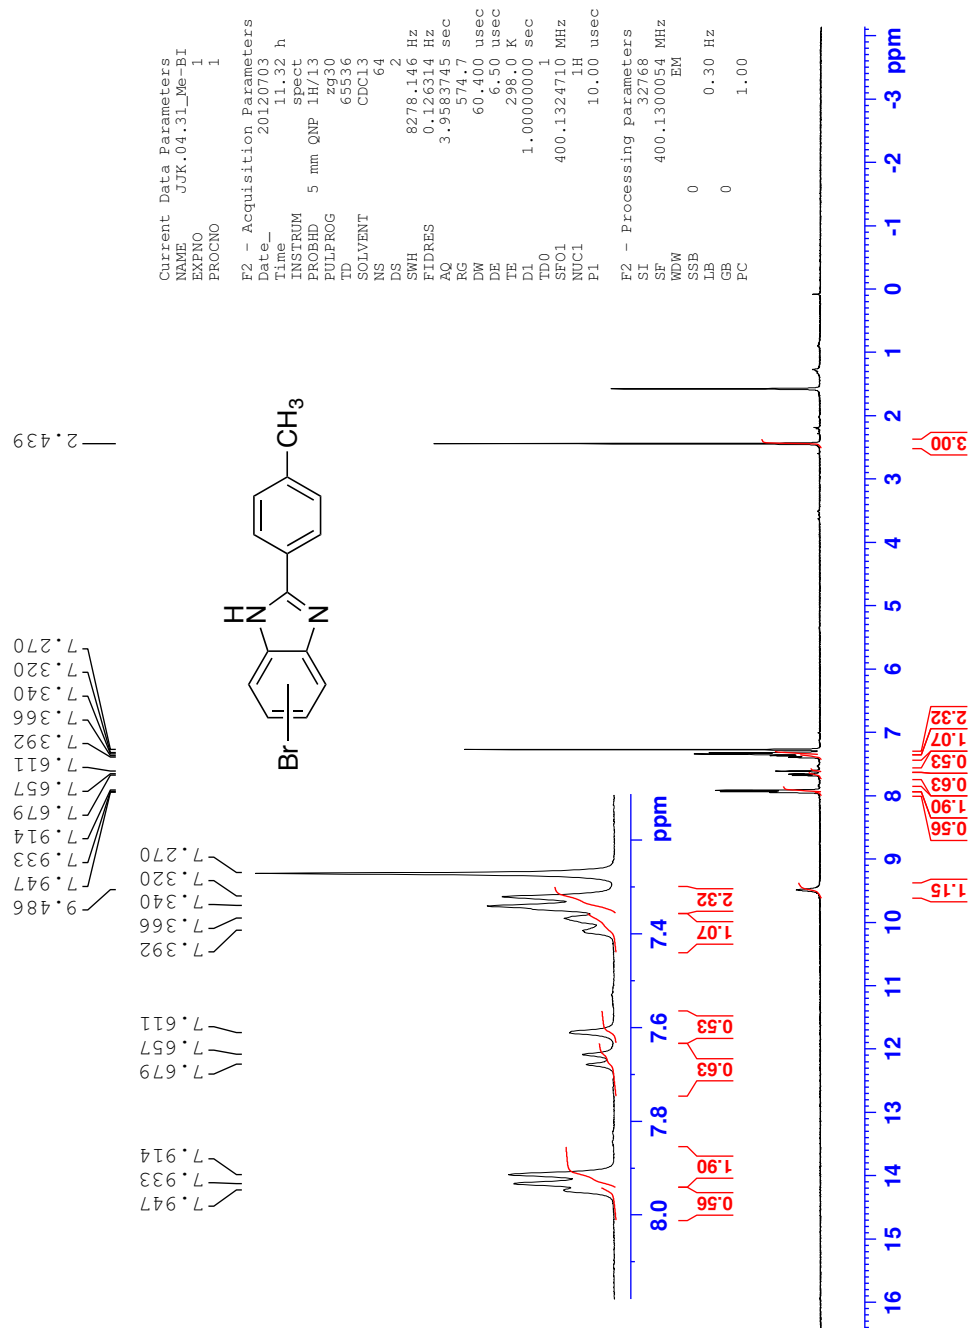 Current Data Parameters
NAME JJK.04.31_Me-BI
EXPNO 1
PROCNO 1
F2 - Acquisition Parameters
Date_ 20120703
Time 11.32 h
INSTRUM spect
PROBHD 5 mm QNP 1H/13
PULPROG zg30
TD 65536
SOLVENT CDCl3
NS 64
DS 2
SWH 8278.146 Hz
FIDRES 0.126314 Hz
AQ 3.9583745 sec
RG 574.7
DW 60.400 usec
DE 6.50 usec
TE 298.0 K
D1 1.00000000 sec
TD0 1
SFO1 400.1324710 MHz
NUC1 1H
P1 10.00 usec
F2 - Processing parameters
SI 32768
SF 400.1300054 MHz
WDW EM
SSB 0
LB 0.30 Hz
GB 0
PC 1.00
9.486
7.947
7.933
7.914
7.679
7.657
7.611
7.392
7.366
7.340
7.320
7.270
2.439
Br
H
N
N
CH3
7.947
7.933
7.914
7.679
7.657
7.611
7.392
7.366
7.340
7.320
7.270
8.0 7.8 7.6 7.4 ppm
0.56
1.90
0.63
0.53
1.07
2.32
16 15 14 13 12 11 10 9 8 7 6 5 4 3 2 1 0 -1 -2 -3 ppm
1.15
0.56
1.90
0.63
0.53
1.07
2.32
3.00